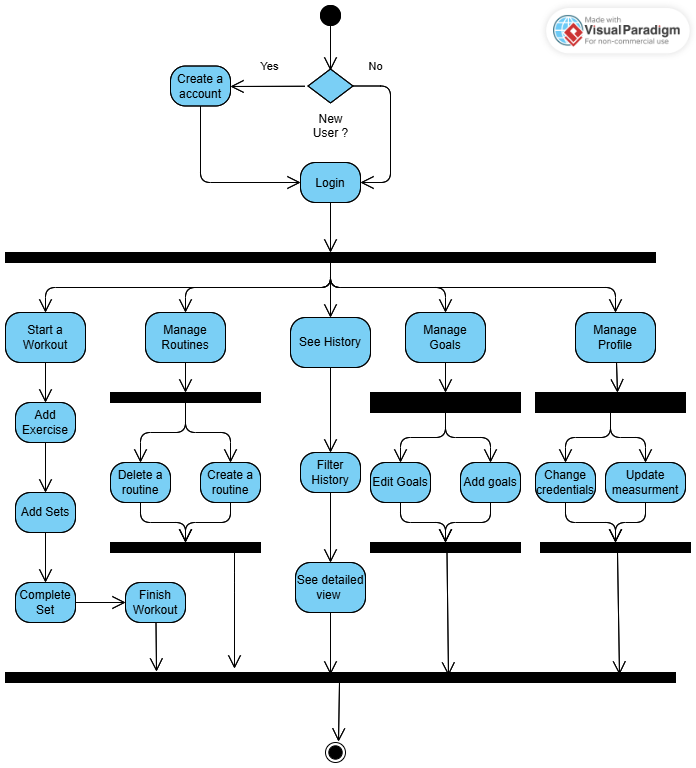 Made with
Visual Paradigm
For non-commercial use
Yes
No
Create a
account
New
User ?
Login
Start a
Workout
Manage
Routines
See History
Manage
Goals
Manage
Profile
Add
Exercise
Delete a
routine
Create a
routine
Filter
History
Edit Goals
Add goals
Change
credentials
Update
measurment
Add Sets
Complete
Set
Finish
Workout
See detailed
view